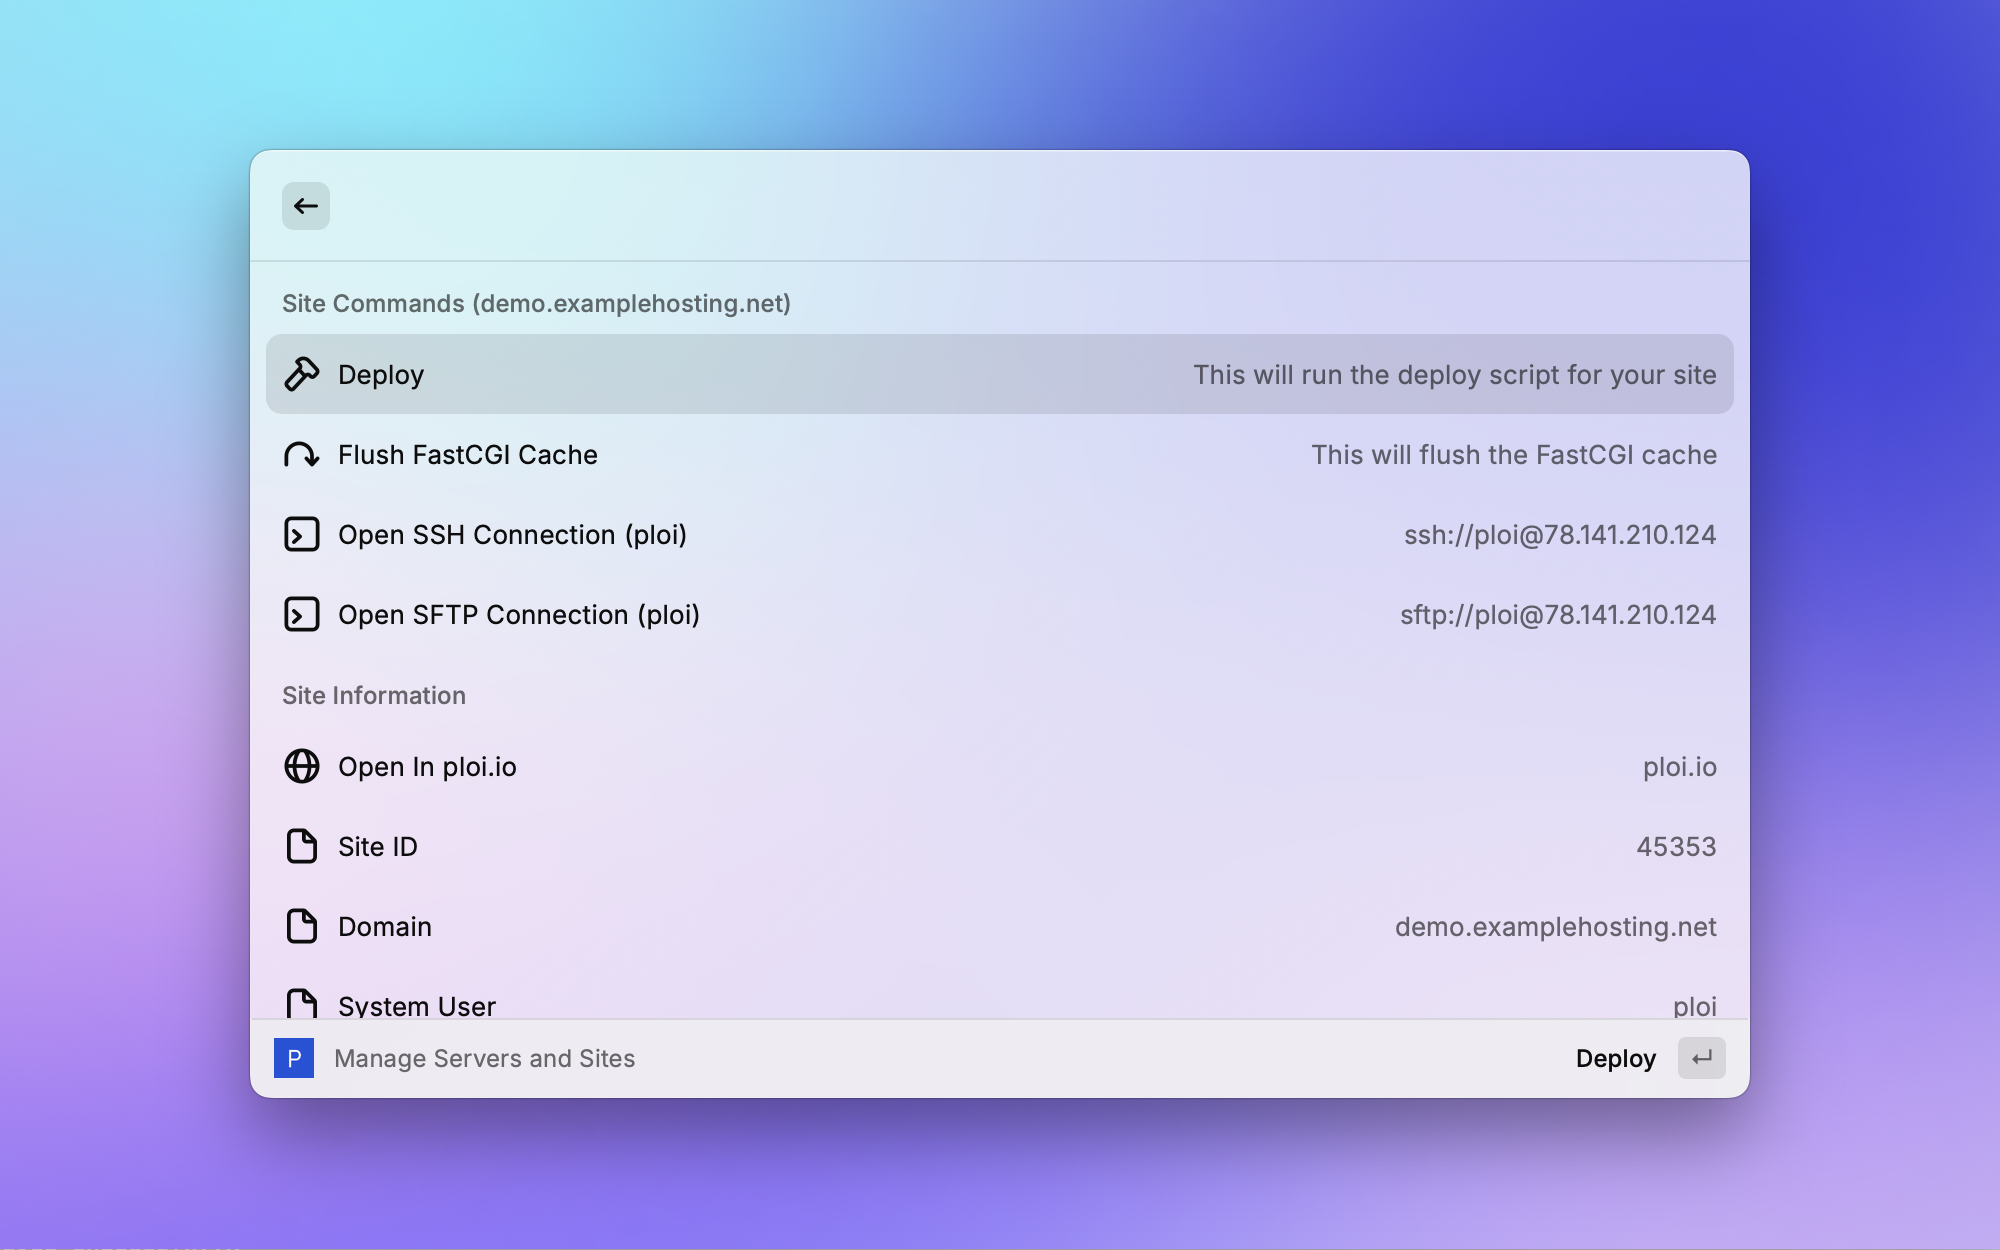 Site Commands (demo.examplehosting.net)
Deploy This will run the deploy script for your site
Flush FastCGI Cache This will flush the FastCGI cache
Open SSH Connection (ploi) ssh://ploi@78.141.210.124
Open SFTP Connection (ploi) sftp://ploi@78.141.210.124
Site Information
Open In ploi.io ploi.io
Site ID 45353
Domain demo.examplehosting.net
System User ploi
P Manage Servers and Sites Deploy